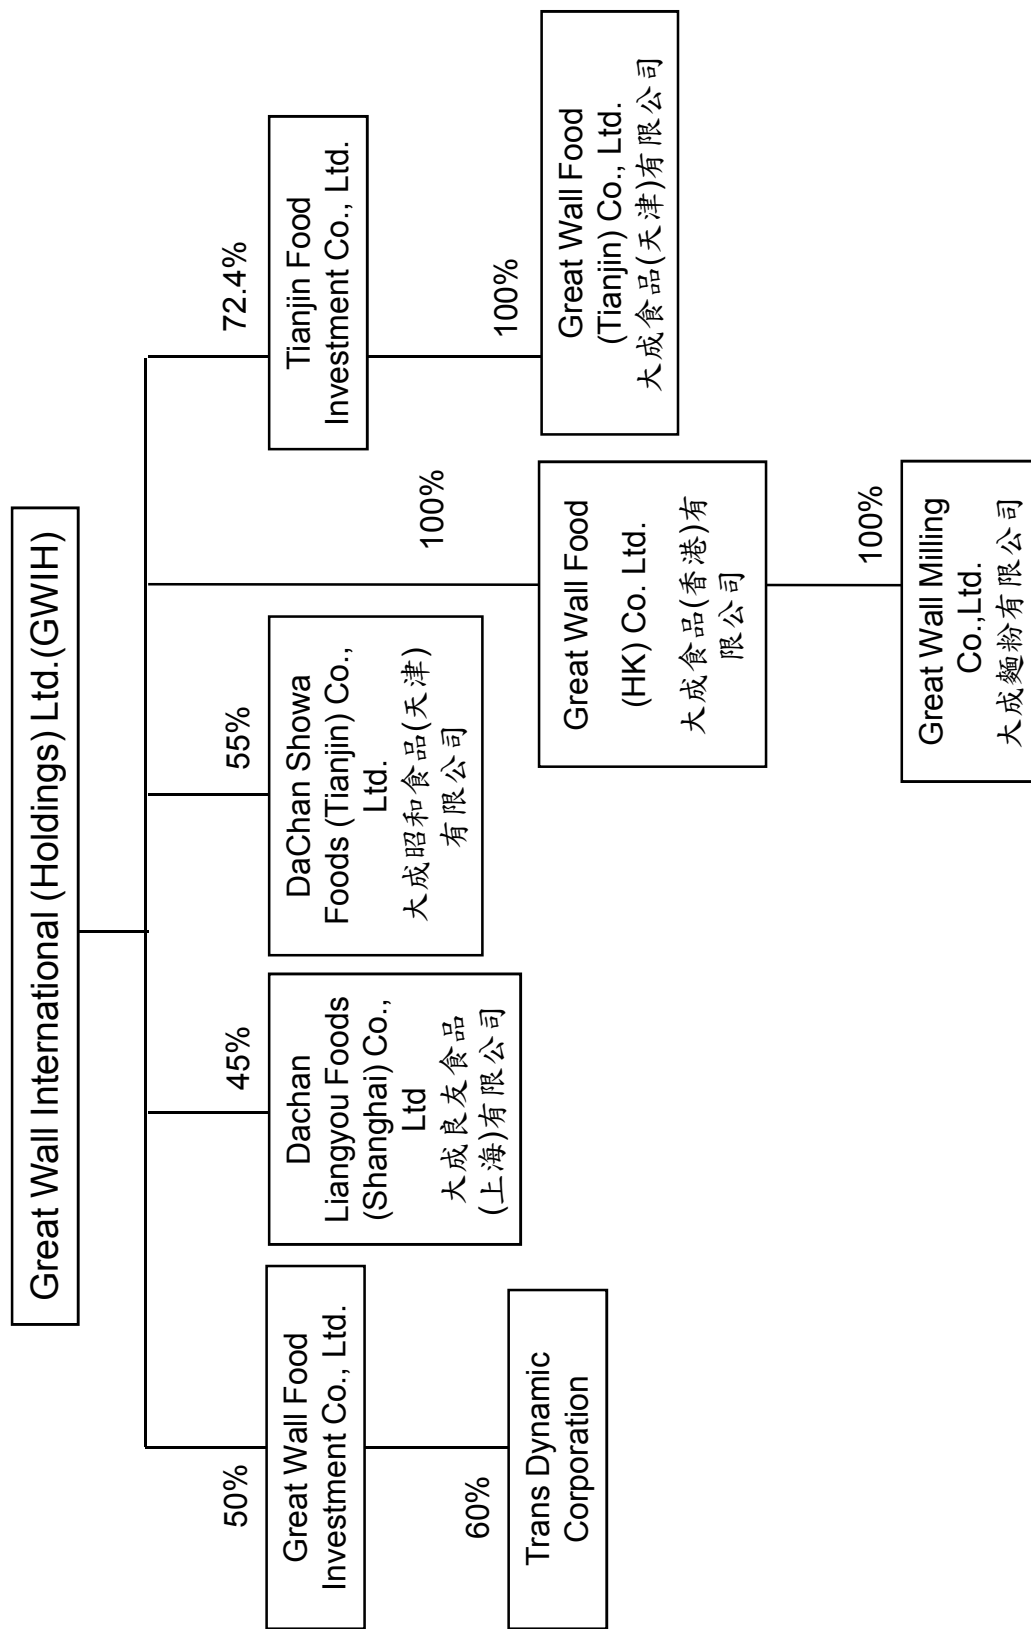 Great Wall International (Holdings) Ltd.(GWIH)
50%
Great Wall Food
Investment Co., Ltd.
60%
Trans Dynamic
Corporation
45%
Dachan
Liangyou Foods
(Shanghai) Co.,
Ltd
大成良友食品
(上海)有限公司
55%
DaChan Showa
Foods (Tianjin) Co.,
Ltd.
大成昭和食品(天津)
有限公司
100%
Great Wall Food
(HK) Co. Ltd.
大成食品(香港)有
限公司
100%
Great Wall Milling
Co.,Ltd.
大成麵粉有限公司
72.4%
Tianjin Food
Investment Co., Ltd.
100%
Great Wall Food
(Tianjin) Co., Ltd.
大成食品(天津)有限公司